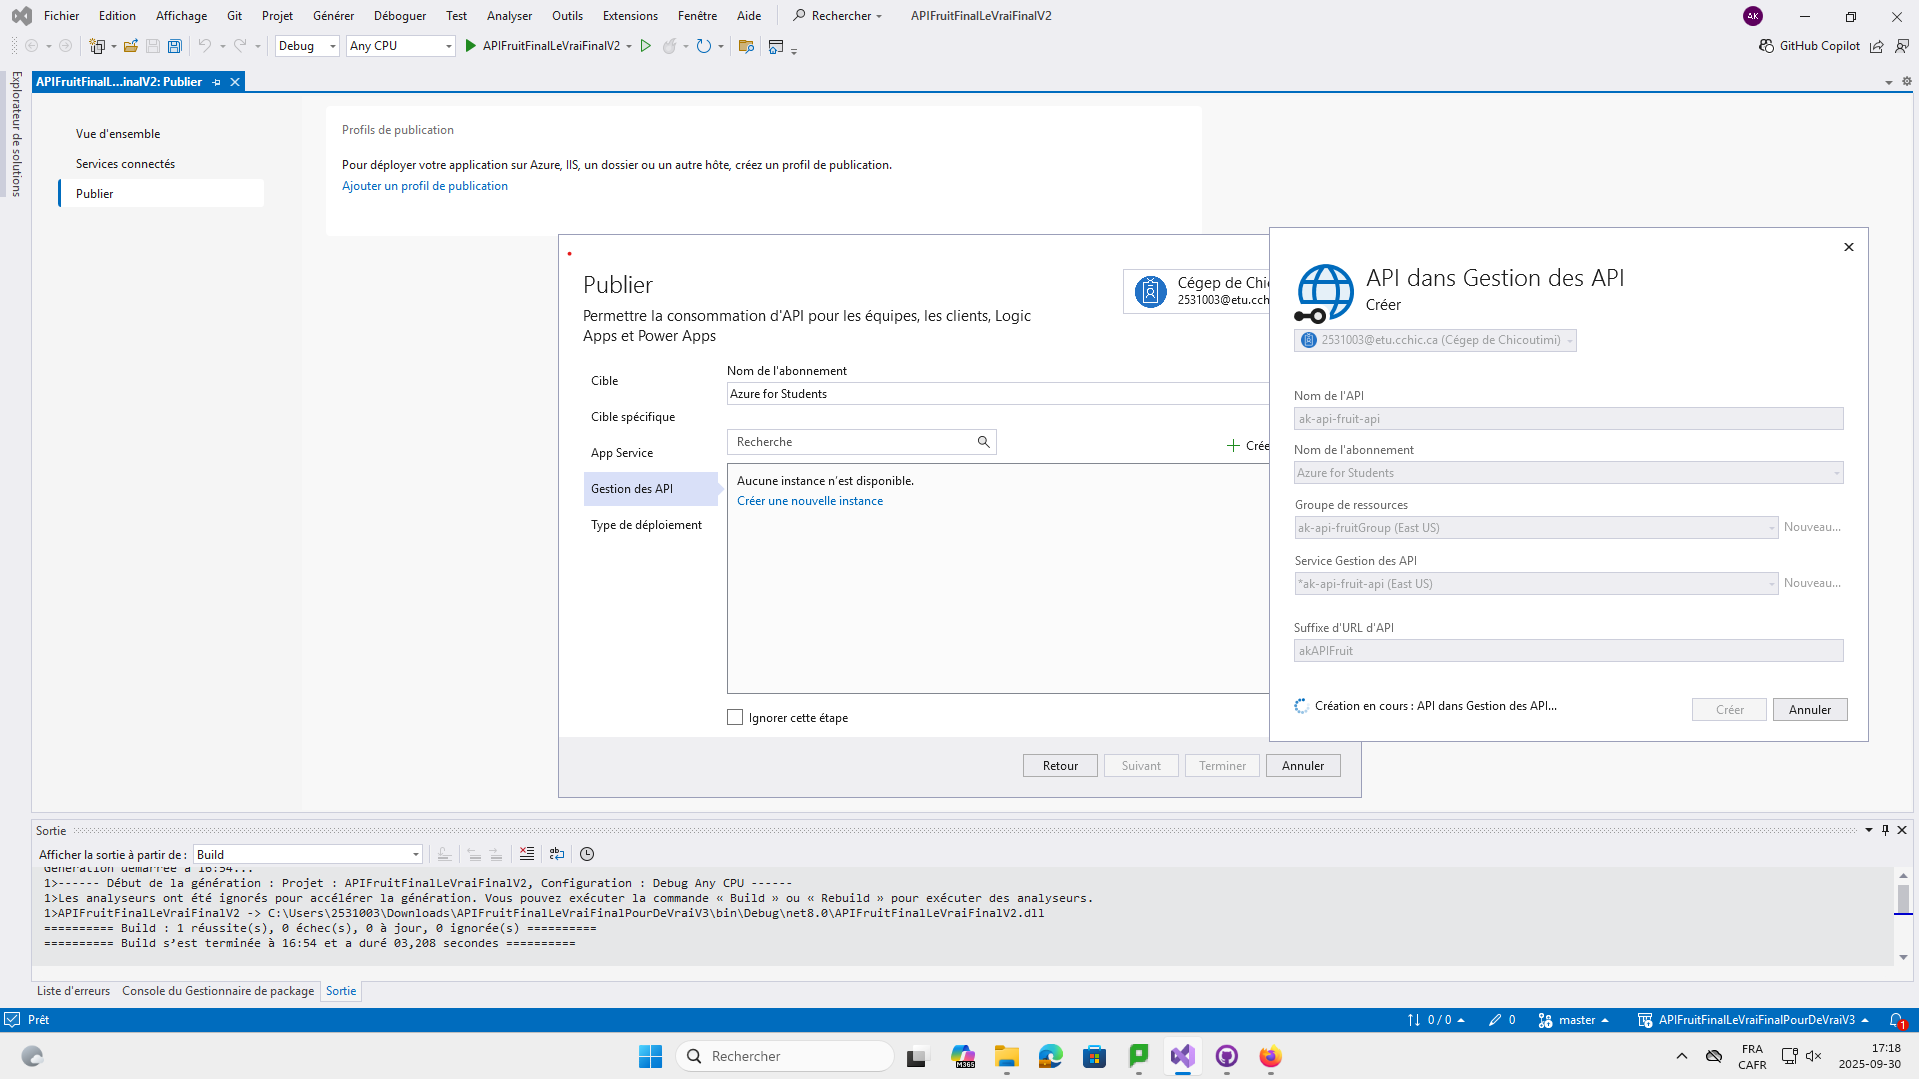 Fichier Edition Affichage Git Projet Générer Déboguer Test Analyser Outils Extensions Fenêtre Aide Rechercher APIFruitFinalLeVraiFinalV2 AK
Debug Any CPU APIFruitFinalLeVraiFinalV2 GitHub Copilot
Explorateur de solutions
APIFruitFinalL...inalV2: Publier
Vue d'ensemble
Services connectés
Publier
Profils de publication
Pour déployer votre application sur Azure, IIS, un dossier ou un autre hôte, créez un profil de publication.
Ajouter un profil de publication
Publier
Permettre la consommation d'API pour les équipes, les clients, Logic
Apps et Power Apps
Cégep de Chi
2531003@etu.cch
Cible
Cible spécifique
App Service
Gestion des API
Type de déploiement
Nom de l'abonnement
Azure for Students
Recherche
Crée
Aucune instance n'est disponible.
Créer une nouvelle instance
Ignorer cette étape
Retour Suivant Terminer Annuler
API dans Gestion des API
Créer
2531003@etu.cchic.ca (Cégep de Chicoutimi)
Nom de l'API
ak-api-fruit-api
Nom de l'abonnement
Azure for Students
Groupe de ressources
ak-api-fruitGroup (East US) Nouveau...
Service Gestion des API
*ak-api-fruit-api (East US) Nouveau...
Suffixe d'URL d'API
akAPIFruit
Création en cours : API dans Gestion des API...
Créer Annuler
Sortie
Afficher la sortie à partir de : Build
Génération démarrée à 16:54...
1>------ Début de la génération : Projet : APIFruitFinalLeVraiFinalV2, Configuration : Debug Any CPU ------
1>Les analyseurs ont été ignorés pour accélérer la génération. Vous pouvez exécuter la commande « Build » ou « Rebuild » pour exécuter des analyseurs.
1>APIFruitFinalLeVraiFinalV2 -> C:\Users\2531003\Downloads\APIFruitFinalLeVraiFinalPourDeVraiV3\bin\Debug\net8.0\APIFruitFinalLeVraiFinalV2.dll
========== Build : 1 réussite(s), 0 échec(s), 0 à jour, 0 ignorée(s) ==========
========== Build s'est terminée à 16:54 et a duré 03,208 secondes ==========
Liste d'erreurs Console du Gestionnaire de package Sortie
Prêt 0 / 0 0 master APIFruitFinalLeVraiFinalPourDeVraiV3 1
Rechercher M365 FRA 17:18
CAFR 2025-09-30